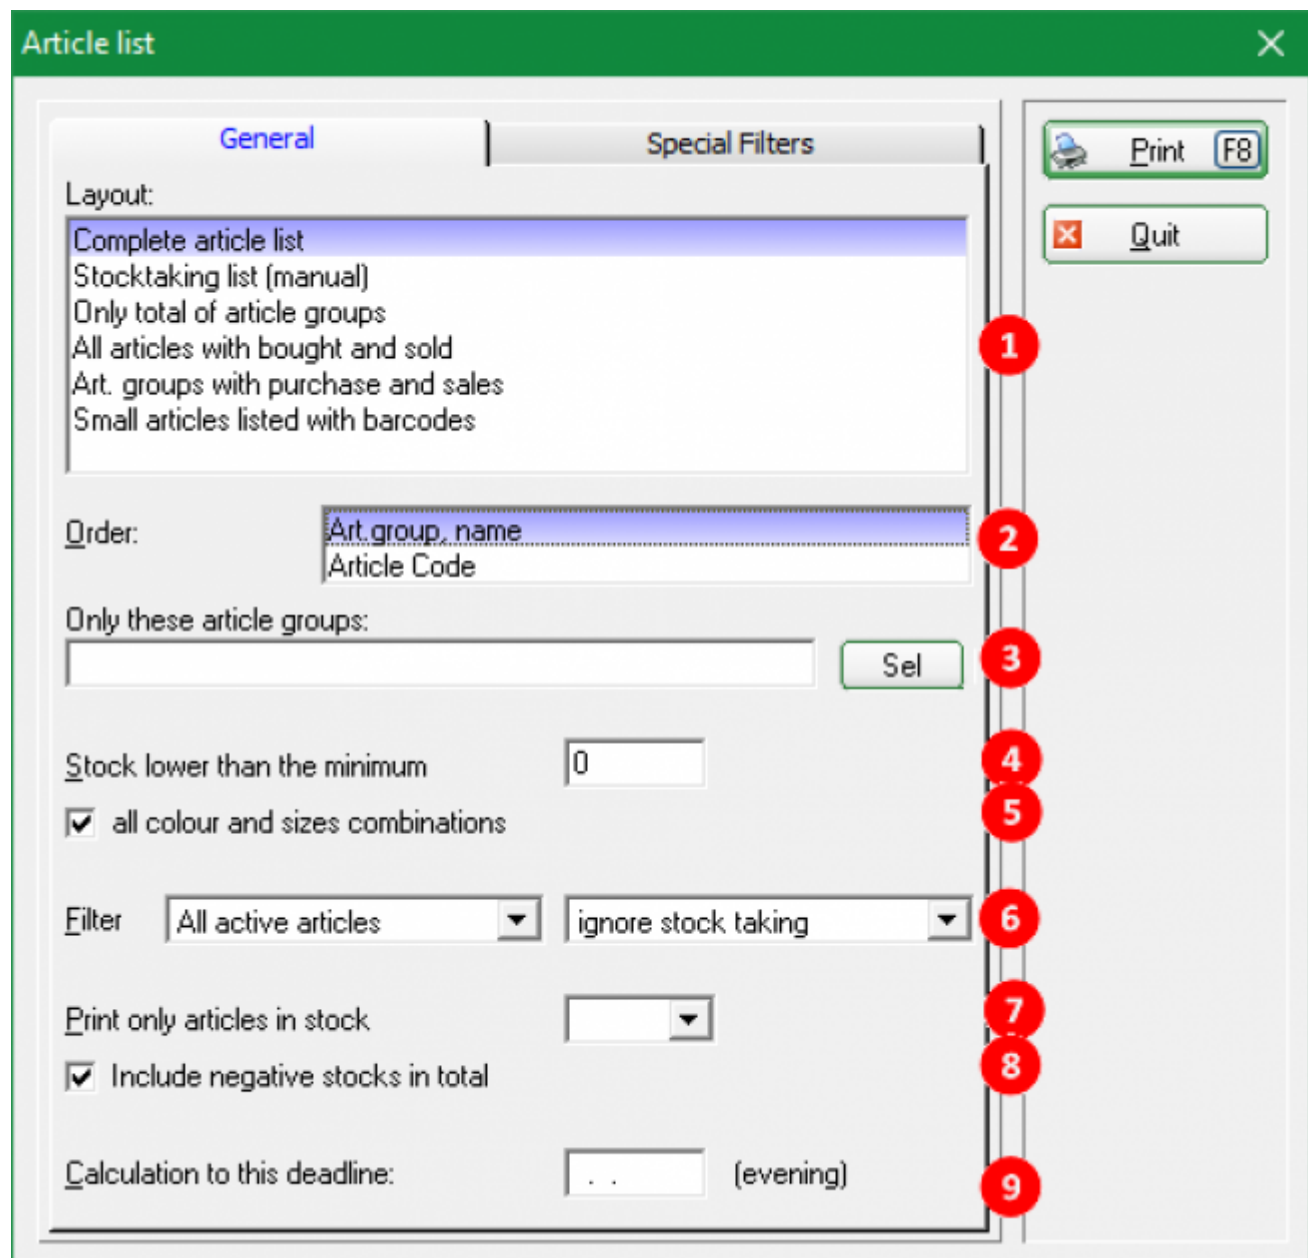 Article list
General
Special Filters
Print F8
Quit
Layout:
Complete article list
Stocktaking list (manual)
Only total of article groups
All articles with bought and sold
Art. groups with purchase and sales
Small articles listed with barcodes
1
Order:
Art.group, name
Article Code
2
Only these article groups:
Sel
3
Stock lower than the minimum
0
4
all colour and sizes combinations
5
Filter
All active articles
ignore stock taking
6
Print only articles in stock
7
Include negative stocks in total
8
Calculation to this deadline:
. .
(evening)
9